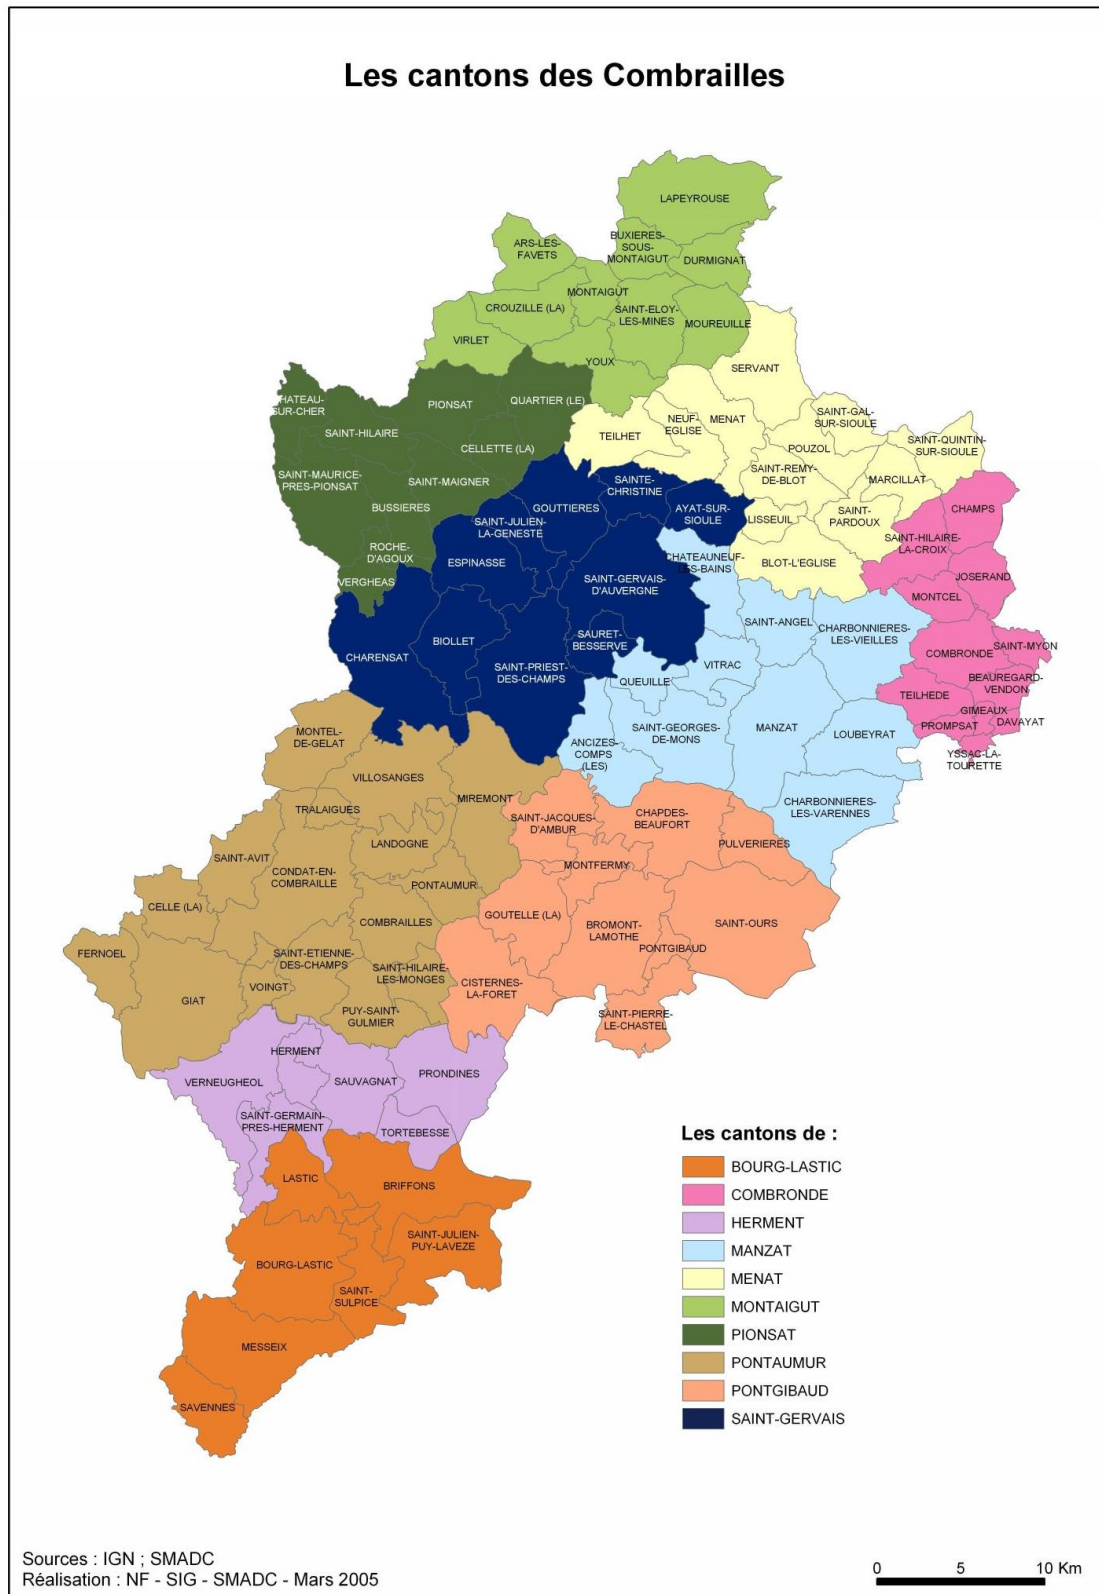 Les cantons des Combrailles
LAPEYROUSE
ARS-LES-
FAVETS
BUXIERES-
SOUS-
MONTAIGUT
DURMIGNAT
MONTAIGUT
CROUZILLE (LA)
SAINT-ELOY-
LES-MINES
MOUREUILLE
VIRLET
YOUX
SERVANT
HATEAU-
SUR-CHER
PIONSAT
QUARTIER (LE)
SAINT-HILAIRE
CELLETTE (LA)
TEILHET
NEUF-
EGLISE
MENAT
SAINT-GAL-
SUR-SIOULE
POUZOL
SAINT-QUINTIN-
SUR-SIOULE
SAINT-MAURICE-
PRES-PIONSAT
SAINT-MAIGNER
BUSSIERES
SAINTE-
CHRISTINE
SAINT-REMY-
DE-BLOT
MARCILLAT
GOUTTIERES
AYAT-SUR-
SIOULE
LISSEUIL
SAINT-
PARDOUX
CHAMPS
SAINT-JULIEN-
LA-GENESTE
SAINT-HILAIRE-
LA-CROIX
ROCHE-
D'AGOUX
ESPINASSE
CHATEAUNEUF-
LES-BAINS
BLOT-L'EGLISE
VERGHEAS
SAINT-GERVAIS-
D'AUVERGNE
JOSERAND
MONTCEL
SAINT-ANGEL
CHARBONNIERES-
LES-VIEILLES
BIOLLET
SAURET-
BESSERVE
CHARENSAT
SAINT-PRIEST-
DES-CHAMPS
VITRAC
COMBRONDE
SAINT-MYON
QUEUILLE
BEAUREGARD-
VENDON
TEILHEDE
GIMEAUX
PROMPSAT
DAVAYAT
YSSAC-LA-
TOURETTE
MONTEL-
DE-GELAT
SAINT-GEORGES-
DE-MONS
MANZAT
LOUBEYRAT
ANCIZES-
COMPS
(LES)
VILLOSANGES
MIREMONT
CHARBONNIERES-
LES-VARENNES
TRALAIGUES
SAINT-JACQUES-
D'AMBUR
CHAPDES-
BEAUFORT
PULVERIERES
LANDOGNE
SAINT-AVIT
CONDAT-EN-
COMBRAILLE
MONTFERMY
PONTAUMUR
CELLE (LA)
COMBRAILLES
GOUTELLE (LA)
BROMONT-
LAMOTHE
SAINT-OURS
FERNOEL
SAINT-ETIENNE-
DES-CHAMPS
PONTGIBAUD
SAINT-HILAIRE-
LES-MONGES
VOINGT
CISTERNES-
LA-FORET
GIAT
PUY-SAINT-
GULMIER
SAINT-PIERRE-
LE-CHASTEL
HERMENT
VERNEUGHEOL
SAUVAGNAT
PRONDINES
SAINT-GERMAIN-
PRES-HERMENT
TORTEBESSE
LASTIC
BRIFFONS
SAINT-JULIEN-
PUY-LAVEZE
BOURG-LASTIC
SAINT-
SULPICE
MESSEIX
SAVENNES
Les cantons de :
BOURG-LASTIC
COMBRONDE
HERMENT
MANZAT
MENAT
MONTAIGUT
PIONSAT
PONTAUMUR
PONTGIBAUD
SAINT-GERVAIS
Sources : IGN ; SMADC
Réalisation : NF - SIG - SMADC - Mars 2005
0 5 10 Km